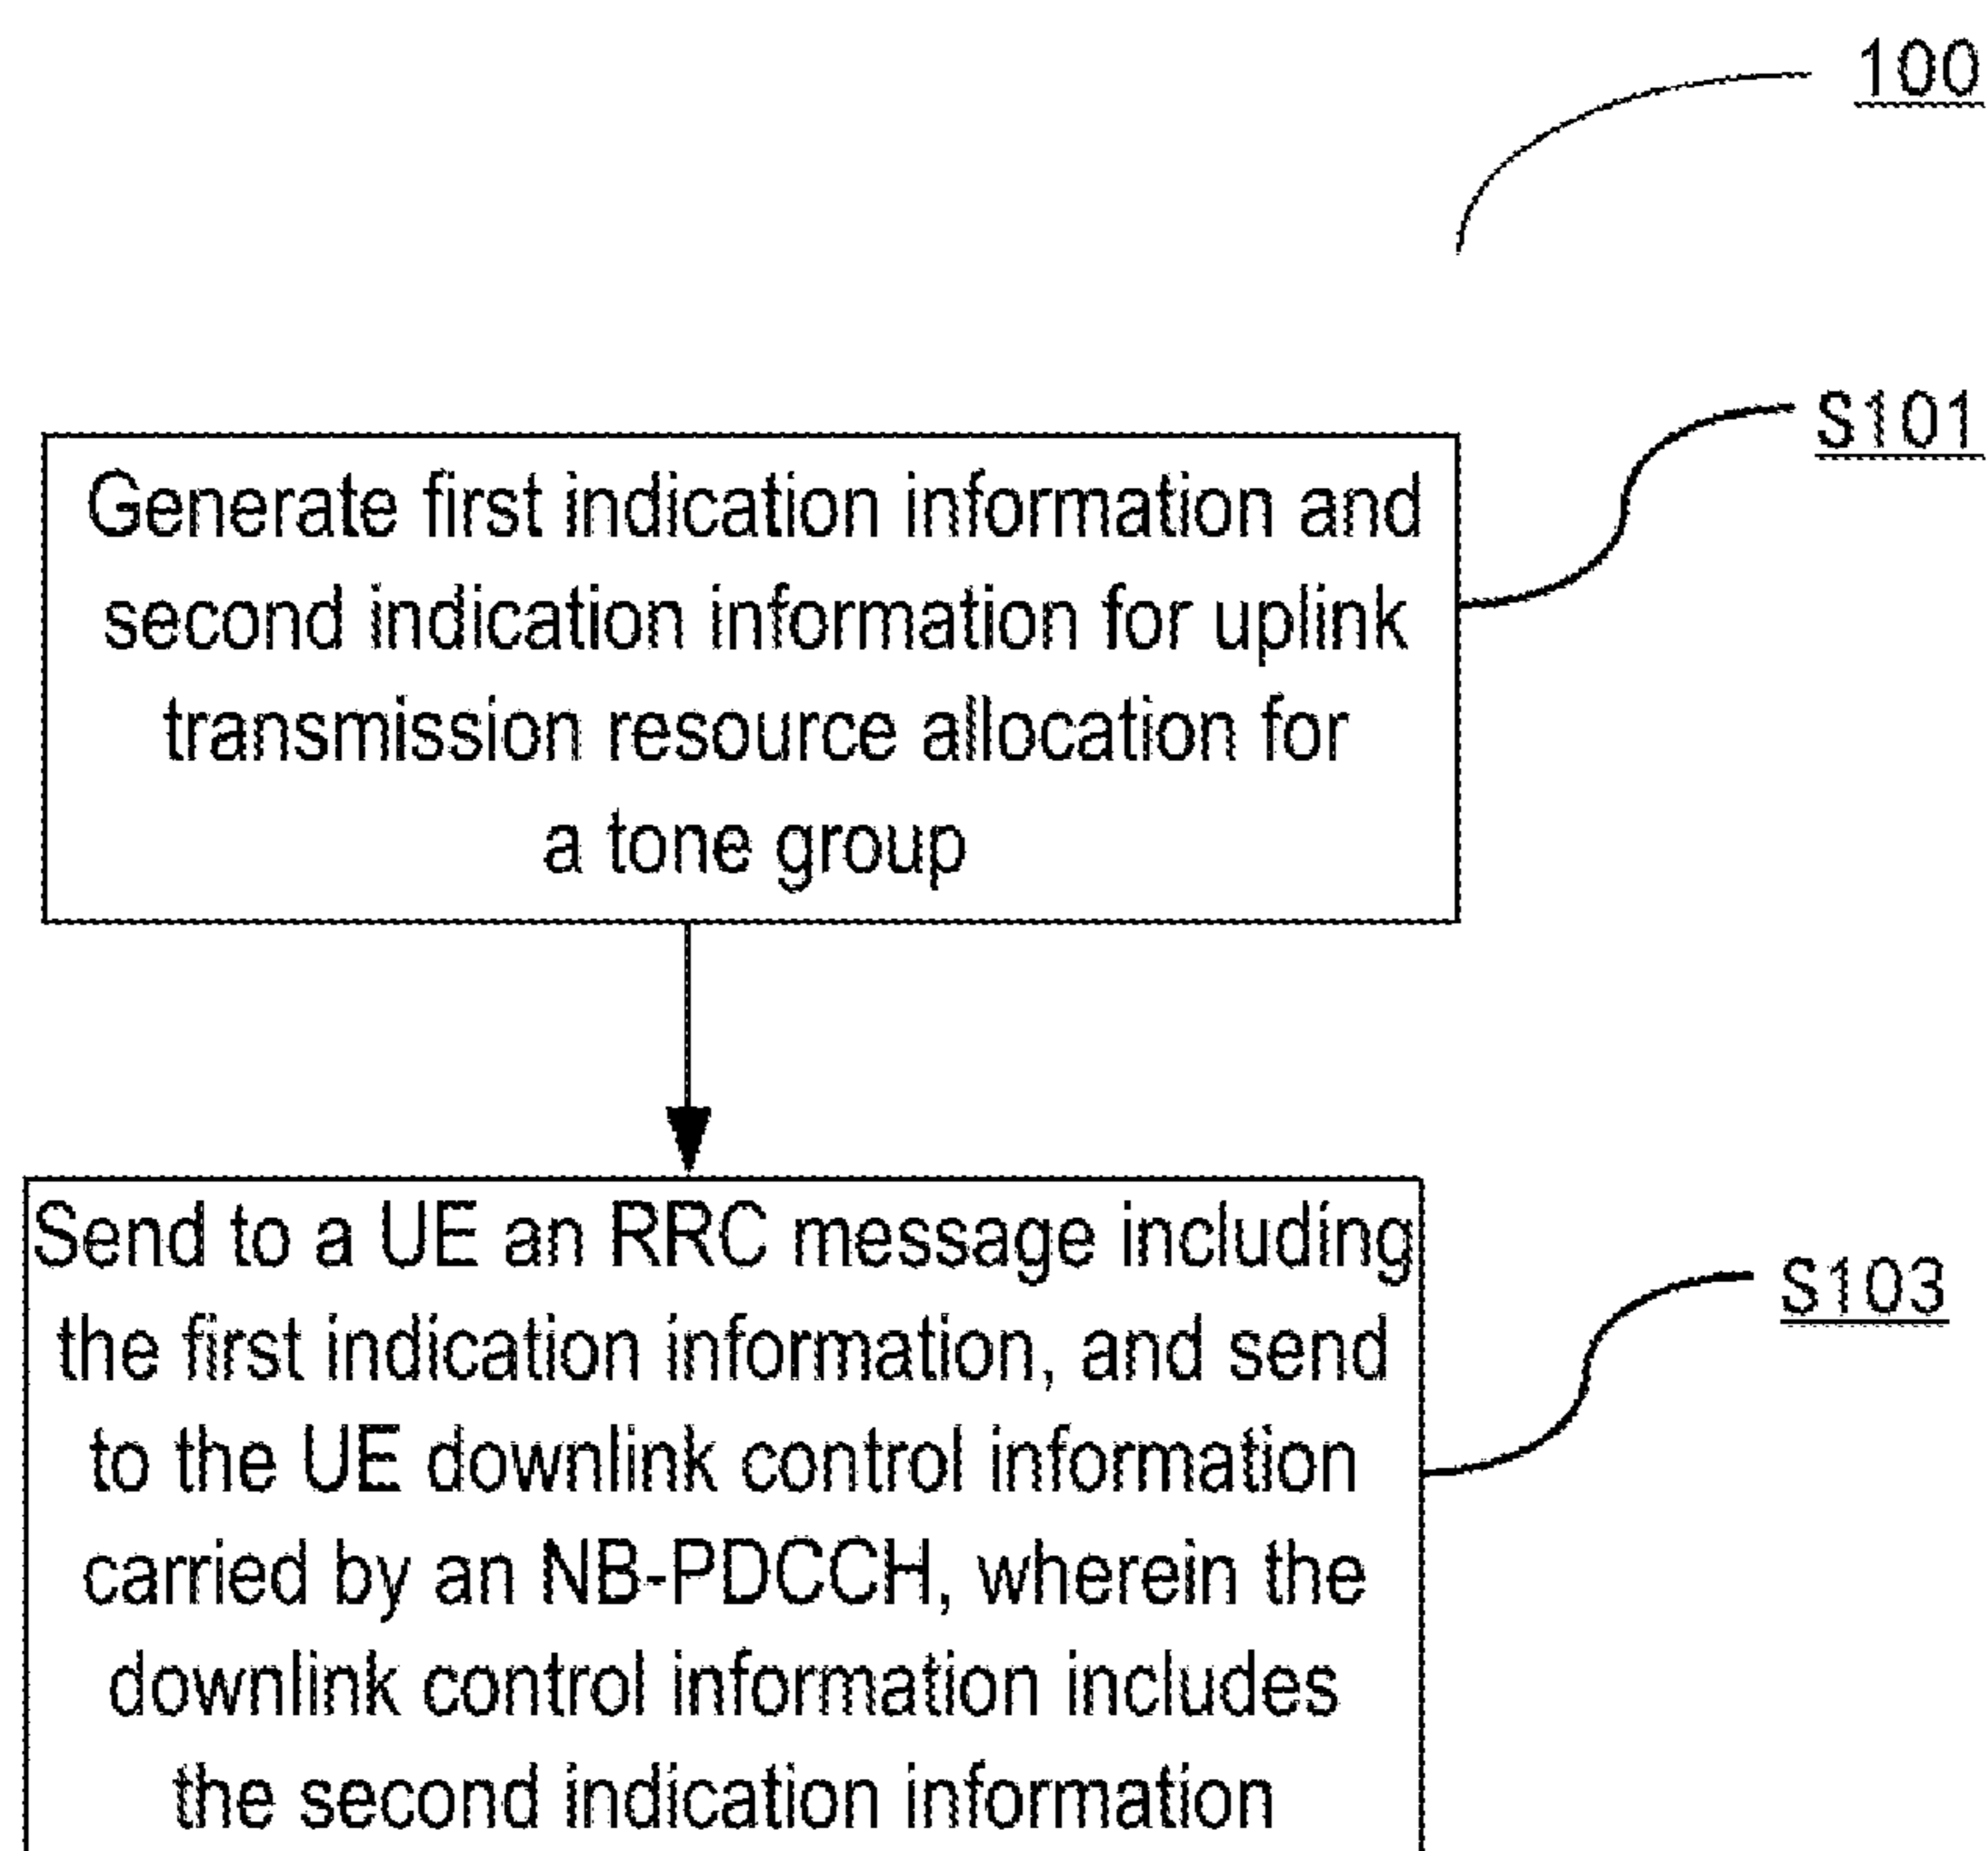 100
S101
Generate first indication information and
second indication information for uplink
transmission resource allocation for
a tone group
Send to a UE an RRC message including
the first indication information, and send
to the UE downlink control information
carried by an NB-PDCCH, wherein the
downlink control information includes
the second indication information
S103